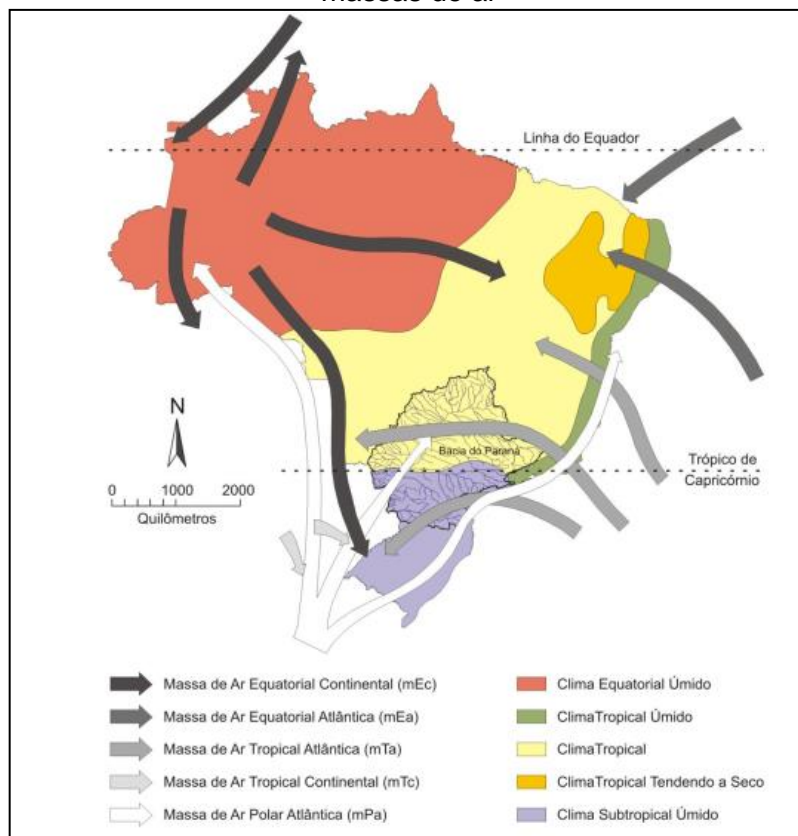 massas de ar
Linha do Equador
Bacia do Paraná
Trópico de
Capricórnio
N
0 1000 2000
Quilômetros
Massa de Ar Equatorial Continental (mEc)
Massa de Ar Equatorial Atlântica (mEa)
Massa de Ar Tropical Atlântica (mTa)
Massa de Ar Tropical Continental (mTc)
Massa de Ar Polar Atlântica (mPa)
Clima Equatorial Úmido
ClimaTropical Úmido
ClimaTropical
ClimaTropical Tendendo a Seco
Clima Subtropical Úmido